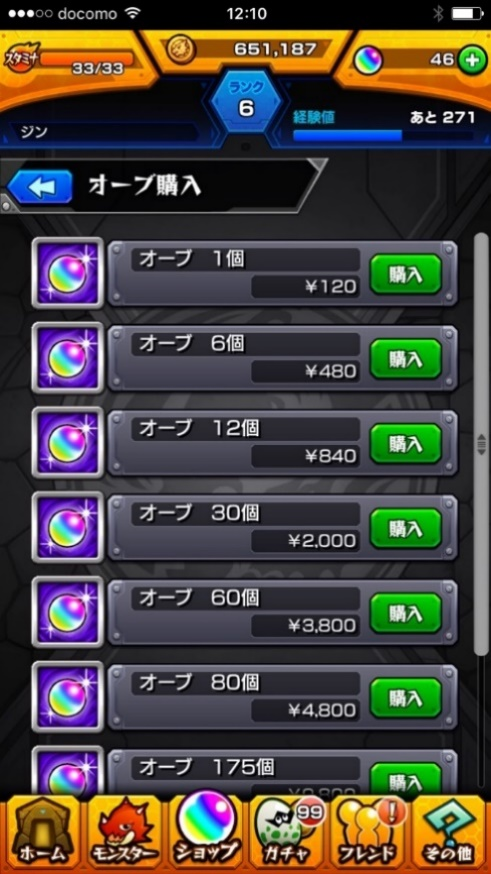 docomo 12:10
スタミナ 33/33
651,187
46
ランク
6
ジン
経験値 あと 271
オーブ購入
オーブ 1個
¥120 購入
オーブ 6個
¥480 購入
オーブ 12個
¥840 購入
オーブ 30個
¥2,000 購入
オーブ 60個
¥3,800 購入
オーブ 80個
¥4,800 購入
オーブ 175個
購入
99 !
ホーム モンスター ショップ ガチャ フレンド その他